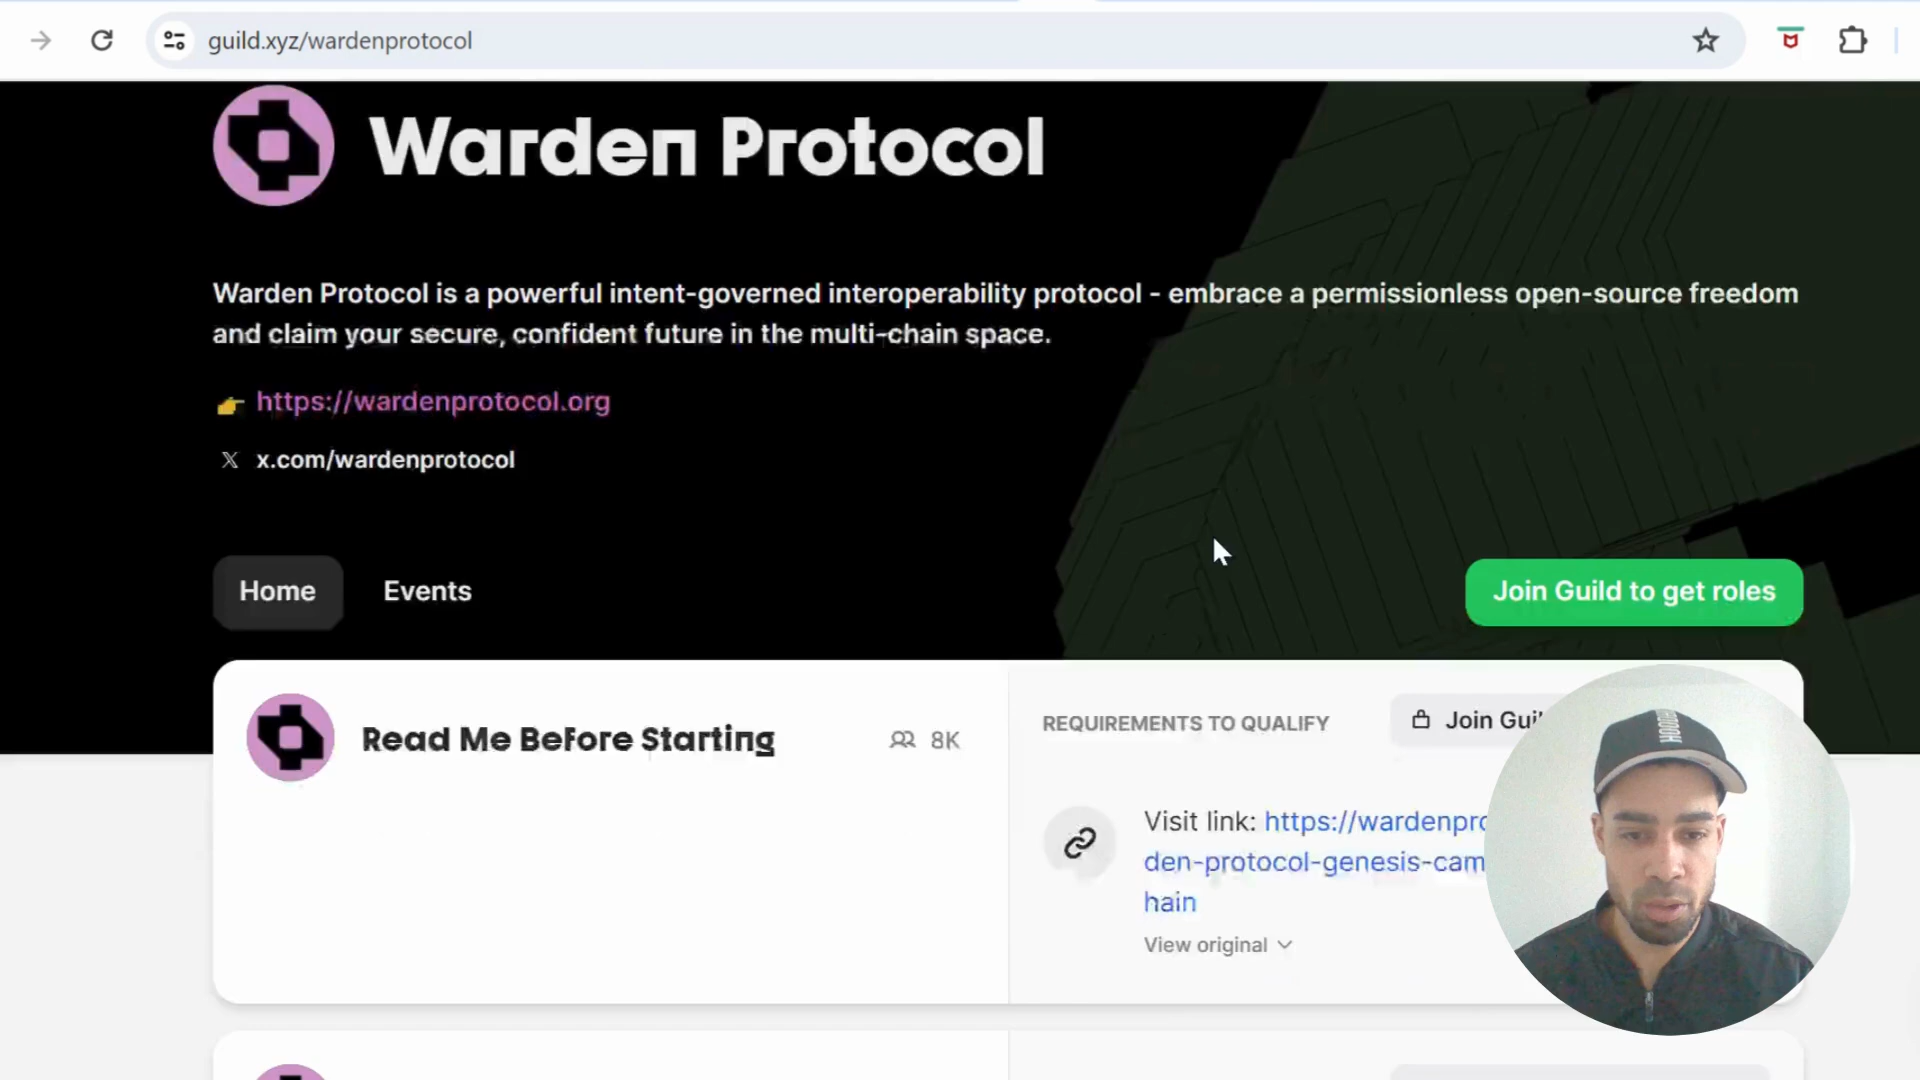 guild.xyz/wardenprotocol
Warden Protocol
Warden Protocol is a powerful intent-governed interoperability protocol - embrace a permissionless open-source freedom
and claim your secure, confident future in the multi-chain space.
👉 https://wardenprotocol.org
𝕏 x.com/wardenprotocol
Home
Events
Join Guild to get roles
Read Me Before Starting
8K
REQUIREMENTS TO QUALIFY
Join Gui
Visit link: https://wardenpro
den-protocol-genesis-cam
hain
View original